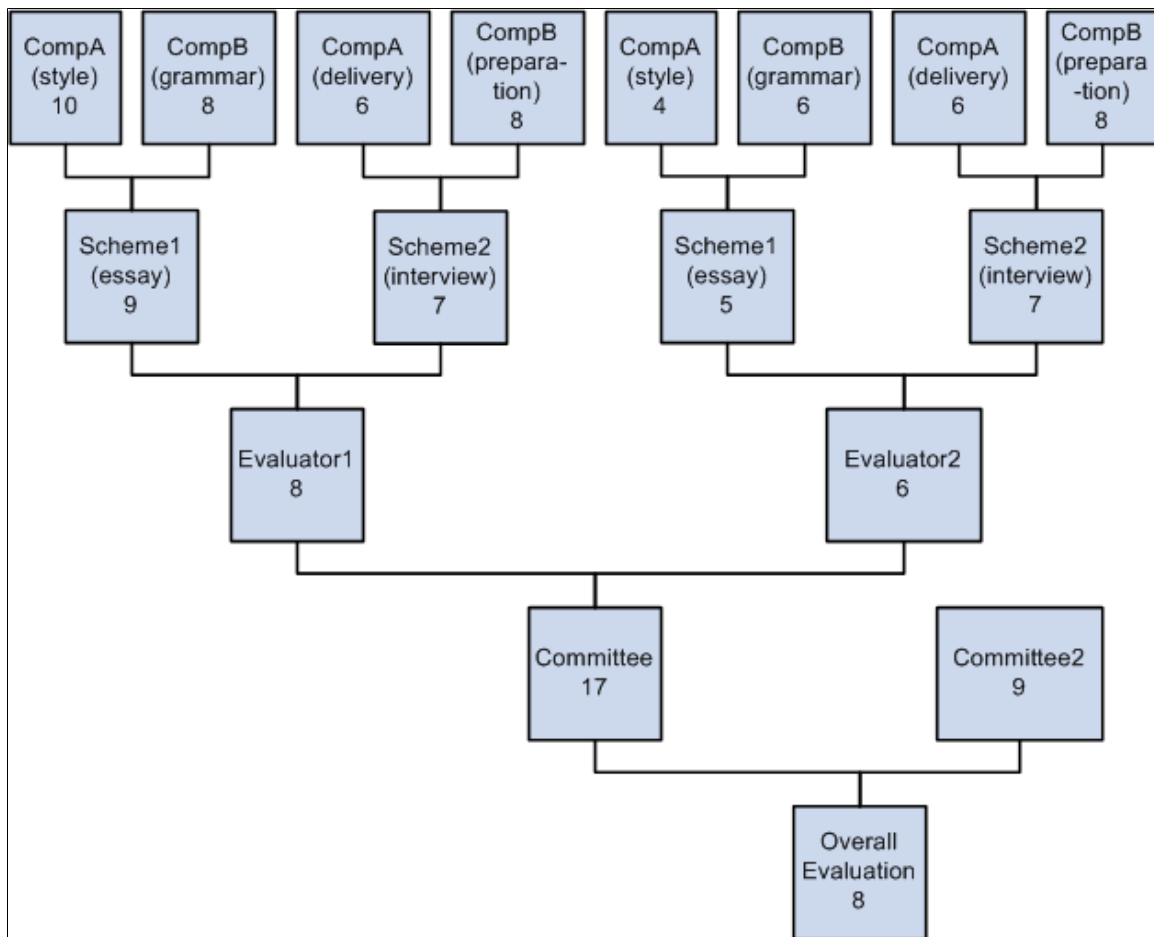 CompA
(style)
10
CompB
(grammar)
8
CompA
(delivery)
6
CompB
(prepara-
tion)
8
CompA
(style)
4
CompB
(grammar)
6
CompA
(delivery)
6
CompB
(prepara
-tion)
8
Scheme1
(essay)
9
Scheme2
(interview)
7
Scheme1
(essay)
5
Scheme2
(interview)
7
Evaluator1
8
Evaluator2
6
Committee
17
Committee2
9
Overall
Evaluation
8